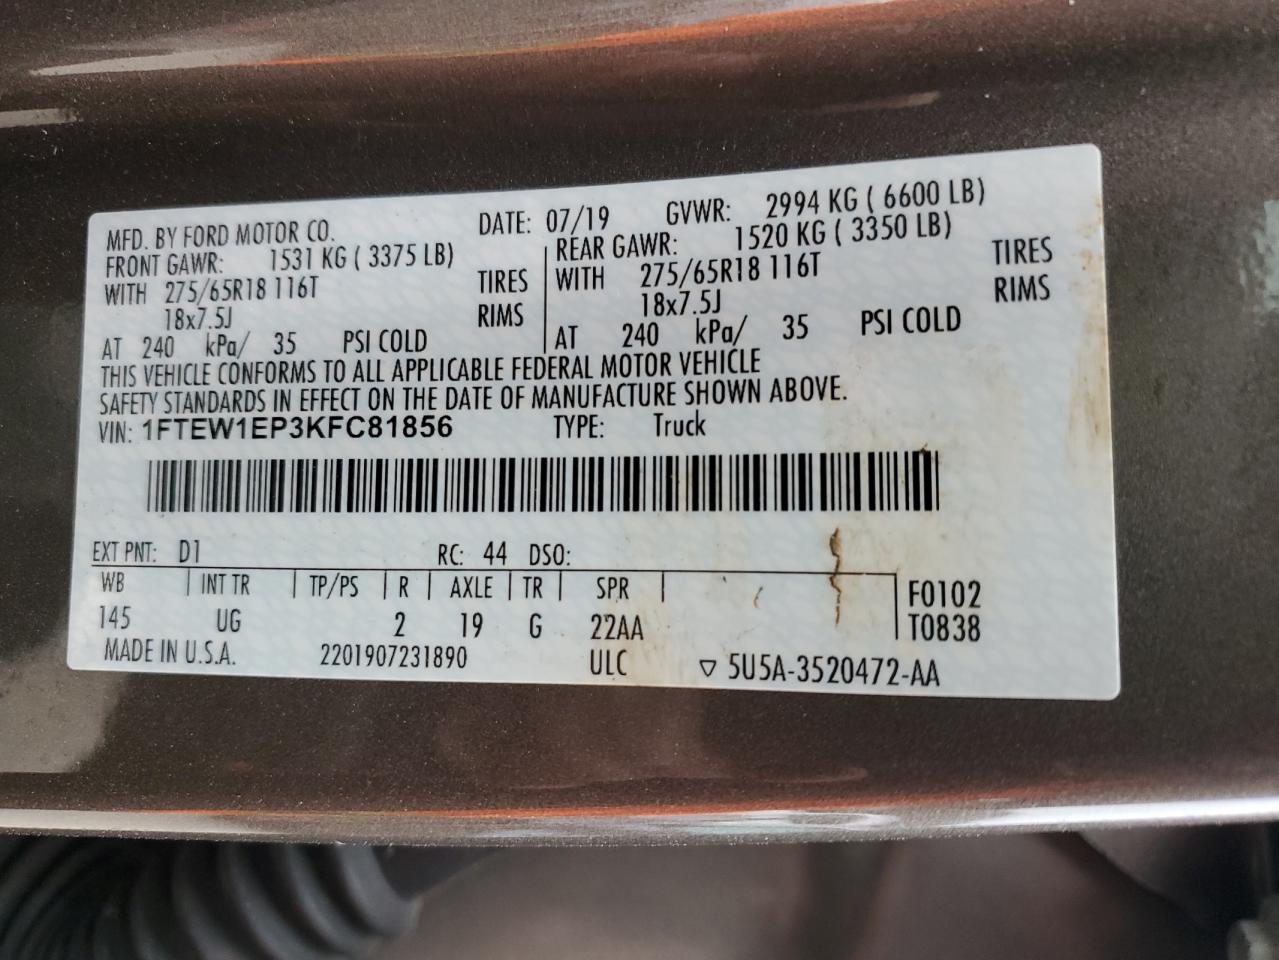 MFD. BY FORD MOTOR CO. DATE: 07/19 GVWR: 2994 KG ( 6600 LB)
FRONT GAWR: 1531 KG ( 3375 LB) REAR GAWR: 1520 KG ( 3350 LB)
WITH 275/65R18 116T TIRES WITH 275/65R18 116T TIRES
18x7.5J RIMS 18x7.5J RIMS
AT 240 kPa/ 35 PSI COLD AT 240 kPa/ 35 PSI COLD
THIS VEHICLE CONFORMS TO ALL APPLICABLE FEDERAL MOTOR VEHICLE
SAFETY STANDARDS IN EFFECT ON THE DATE OF MANUFACTURE SHOWN ABOVE.
VIN: 1FTEW1EP3KFC81856 TYPE: Truck
EXT PNT: D1 RC: 44 DSO:
WB INT TR TP/PS R AXLE TR SPR F0102
145 UG 2 19 G 22AA T0838
MADE IN U.S.A. 2201907231890 ULC ▽ 5U5A-3520472-AA